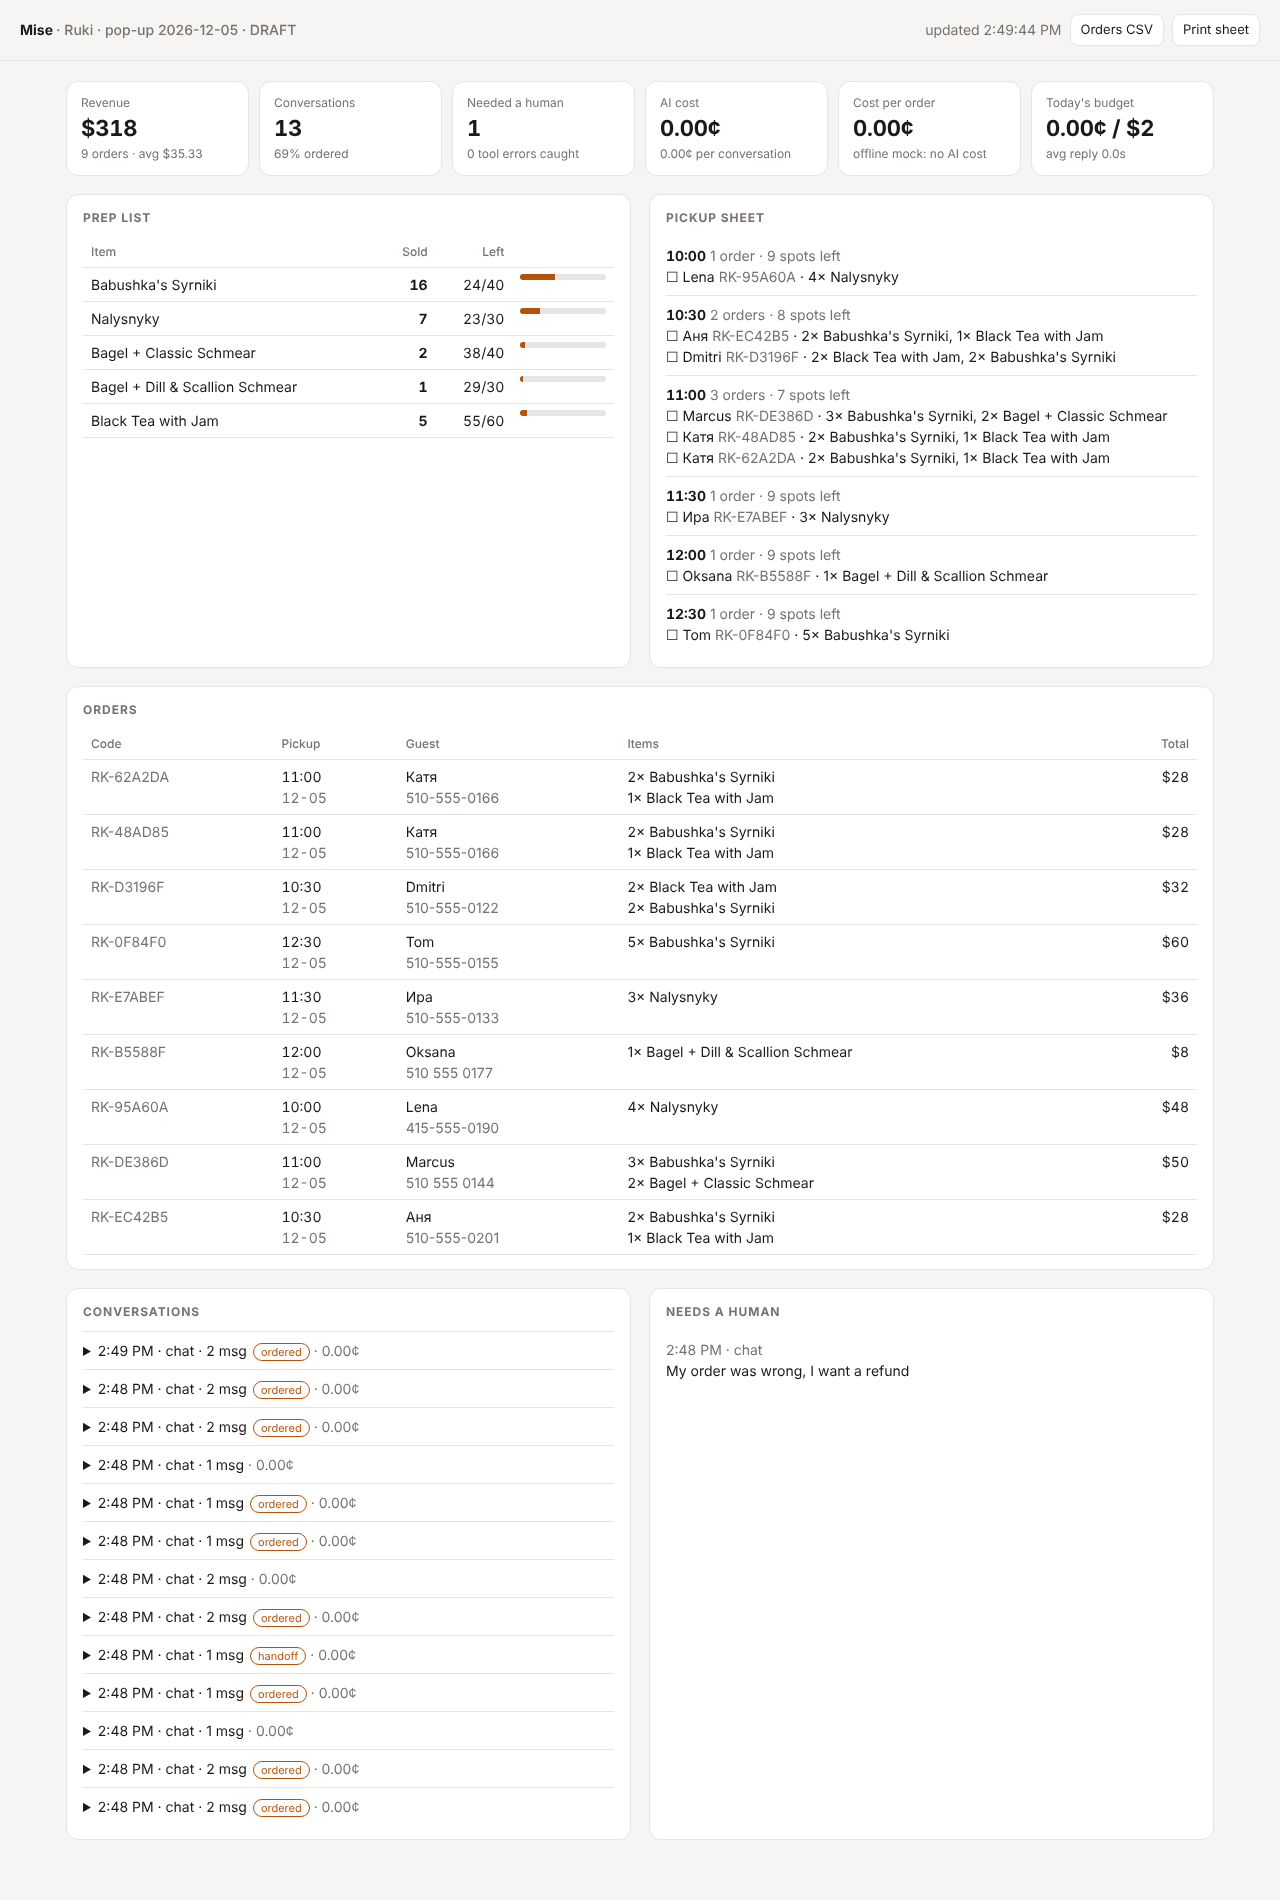 Mise · Ruki · pop-up 2026-12-05 · DRAFT
updated 2:49:44 PM
Orders CSV
Print sheet
Revenue
$318
9 orders · avg $35.33
Conversations
13
69% ordered
Needed a human
1
0 tool errors caught
AI cost
0.00¢
0.00¢ per conversation
Cost per order
0.00¢
offline mock: no AI cost
Today's budget
0.00¢ / $2
avg reply 0.0s
PREP LIST
Item Sold Left
Babushka's Syrniki 16 24/40
Nalysnyky 7 23/30
Bagel + Classic Schmear 2 38/40
Bagel + Dill & Scallion Schmear 1 29/30
Black Tea with Jam 5 55/60
PICKUP SHEET
10:00 1 order · 9 spots left
☐ Lena RK-95A60A · 4× Nalysnyky
10:30 2 orders · 8 spots left
☐ Аня RK-EC42B5 · 2× Babushka's Syrniki, 1× Black Tea with Jam
☐ Dmitri RK-D3196F · 2× Black Tea with Jam, 2× Babushka's Syrniki
11:00 3 orders · 7 spots left
☐ Marcus RK-DE386D · 3× Babushka's Syrniki, 2× Bagel + Classic Schmear
☐ Катя RK-48AD85 · 2× Babushka's Syrniki, 1× Black Tea with Jam
☐ Катя RK-62A2DA · 2× Babushka's Syrniki, 1× Black Tea with Jam
11:30 1 order · 9 spots left
☐ Ира RK-E7ABEF · 3× Nalysnyky
12:00 1 order · 9 spots left
☐ Oksana RK-B5588F · 1× Bagel + Dill & Scallion Schmear
12:30 1 order · 9 spots left
☐ Tom RK-0F84F0 · 5× Babushka's Syrniki
ORDERS
Code Pickup Guest Items Total
RK-62A2DA 11:00 Катя 2× Babushka's Syrniki $28
12-05 510-555-0166 1× Black Tea with Jam
RK-48AD85 11:00 Катя 2× Babushka's Syrniki $28
12-05 510-555-0166 1× Black Tea with Jam
RK-D3196F 10:30 Dmitri 2× Black Tea with Jam $32
12-05 510-555-0122 2× Babushka's Syrniki
RK-0F84F0 12:30 Tom 5× Babushka's Syrniki $60
12-05 510-555-0155
RK-E7ABEF 11:30 Ира 3× Nalysnyky $36
12-05 510-555-0133
RK-B5588F 12:00 Oksana 1× Bagel + Dill & Scallion Schmear $8
12-05 510 555 0177
RK-95A60A 10:00 Lena 4× Nalysnyky $48
12-05 415-555-0190
RK-DE386D 11:00 Marcus 3× Babushka's Syrniki $50
12-05 510 555 0144 2× Bagel + Classic Schmear
RK-EC42B5 10:30 Аня 2× Babushka's Syrniki $28
12-05 510-555-0201 1× Black Tea with Jam
CONVERSATIONS
▶ 2:49 PM · chat · 2 msg ordered · 0.00¢
▶ 2:48 PM · chat · 2 msg ordered · 0.00¢
▶ 2:48 PM · chat · 2 msg ordered · 0.00¢
▶ 2:48 PM · chat · 1 msg · 0.00¢
▶ 2:48 PM · chat · 1 msg ordered · 0.00¢
▶ 2:48 PM · chat · 1 msg ordered · 0.00¢
▶ 2:48 PM · chat · 2 msg · 0.00¢
▶ 2:48 PM · chat · 2 msg ordered · 0.00¢
▶ 2:48 PM · chat · 1 msg handoff · 0.00¢
▶ 2:48 PM · chat · 1 msg ordered · 0.00¢
▶ 2:48 PM · chat · 1 msg · 0.00¢
▶ 2:48 PM · chat · 2 msg ordered · 0.00¢
▶ 2:48 PM · chat · 2 msg ordered · 0.00¢
NEEDS A HUMAN
2:48 PM · chat
My order was wrong, I want a refund